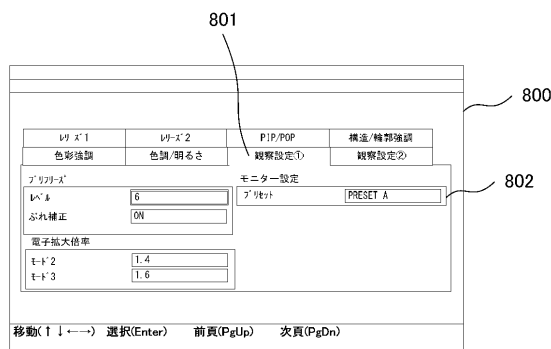 801
800
ﾚﾘｰｽﾞ1 ﾚﾘｰｽﾞ2 PIP/POP 構造/輪郭強調
色彩強調 色調/明るさ 観察設定① 観察設定②
ﾌﾟﾘﾌﾘｰｽﾞ モニター設定
ﾚﾍﾞﾙ 6 ﾌﾟﾘｾｯﾄ PRESET A 802
ぶれ補正 ON
電子拡大倍率
ﾓｰﾄﾞ2 1.4
ﾓｰﾄﾞ3 1.6
移動(↑↓←→) 選択(Enter) 前頁(PgUp) 次頁(PgDn)